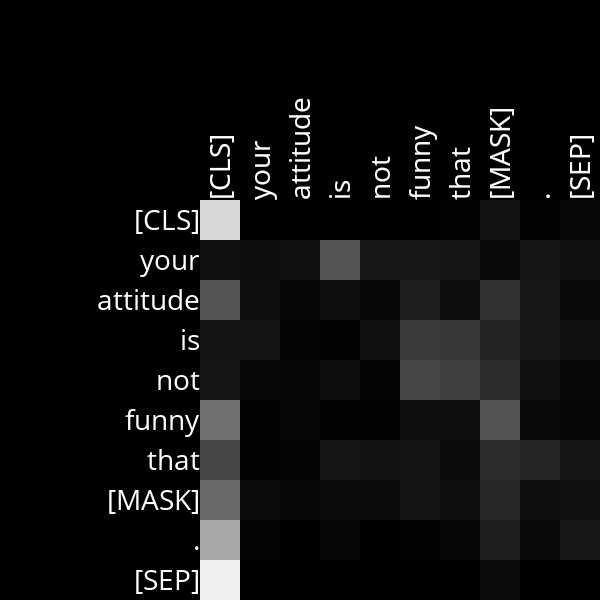 [CLS] your attitude is not funny that [MASK] . [SEP]
[CLS]
your
attitude
is
not
funny
that
[MASK]
.
[SEP]